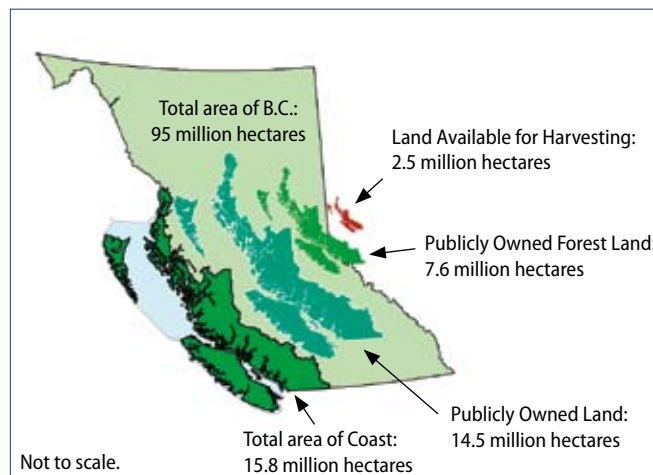 Total area of B.C.:
95 million hectares
Land Available for Harvesting:
2.5 million hectares
Publicly Owned Forest Land:
7.6 million hectares
Publicly Owned Land:
14.5 million hectares
Total area of Coast:
15.8 million hectares
Not to scale.